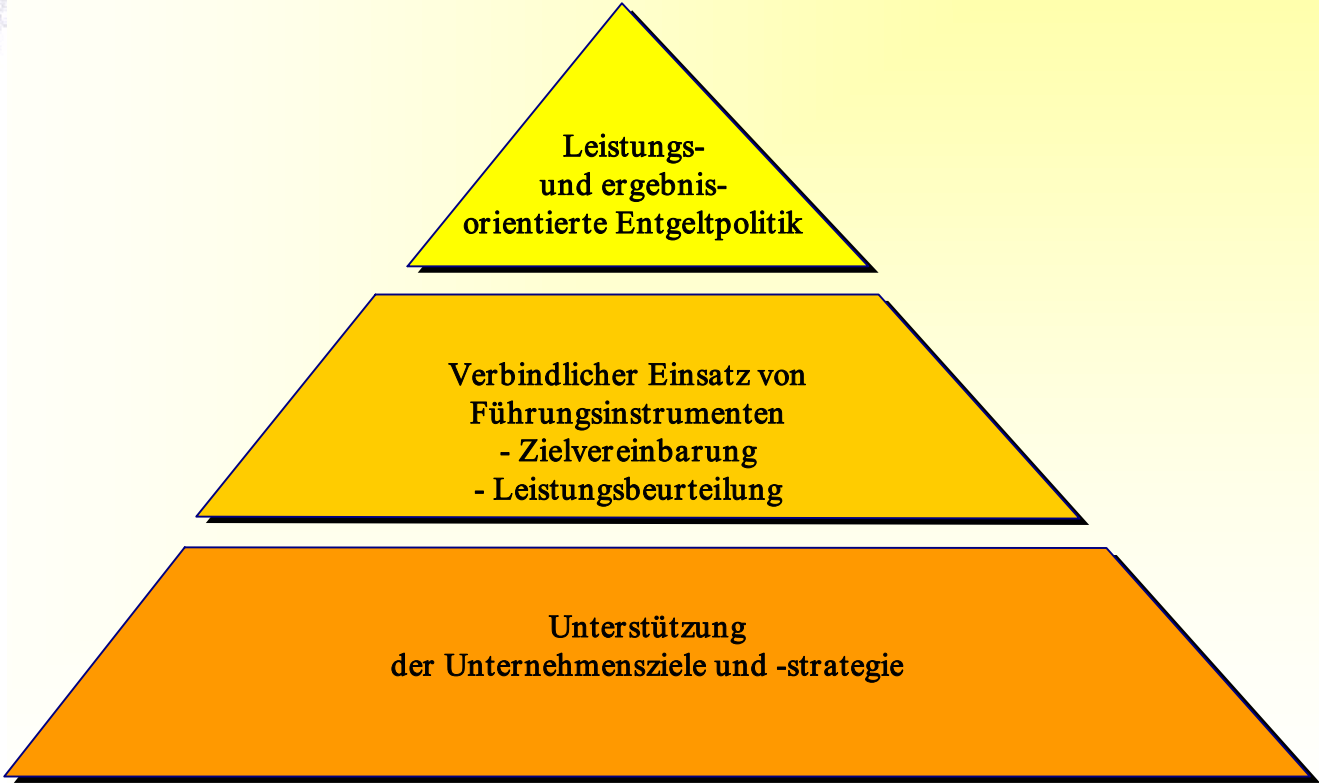 Leistungs-
und ergebnis-
orientierte Entgeltpolitik
Verbindlicher Einsatz von
Führungsinstrumenten
- Zielvereinbarung
- Leistungsbeurteilung
Unterstützung
der Unternehmensziele und -strategie